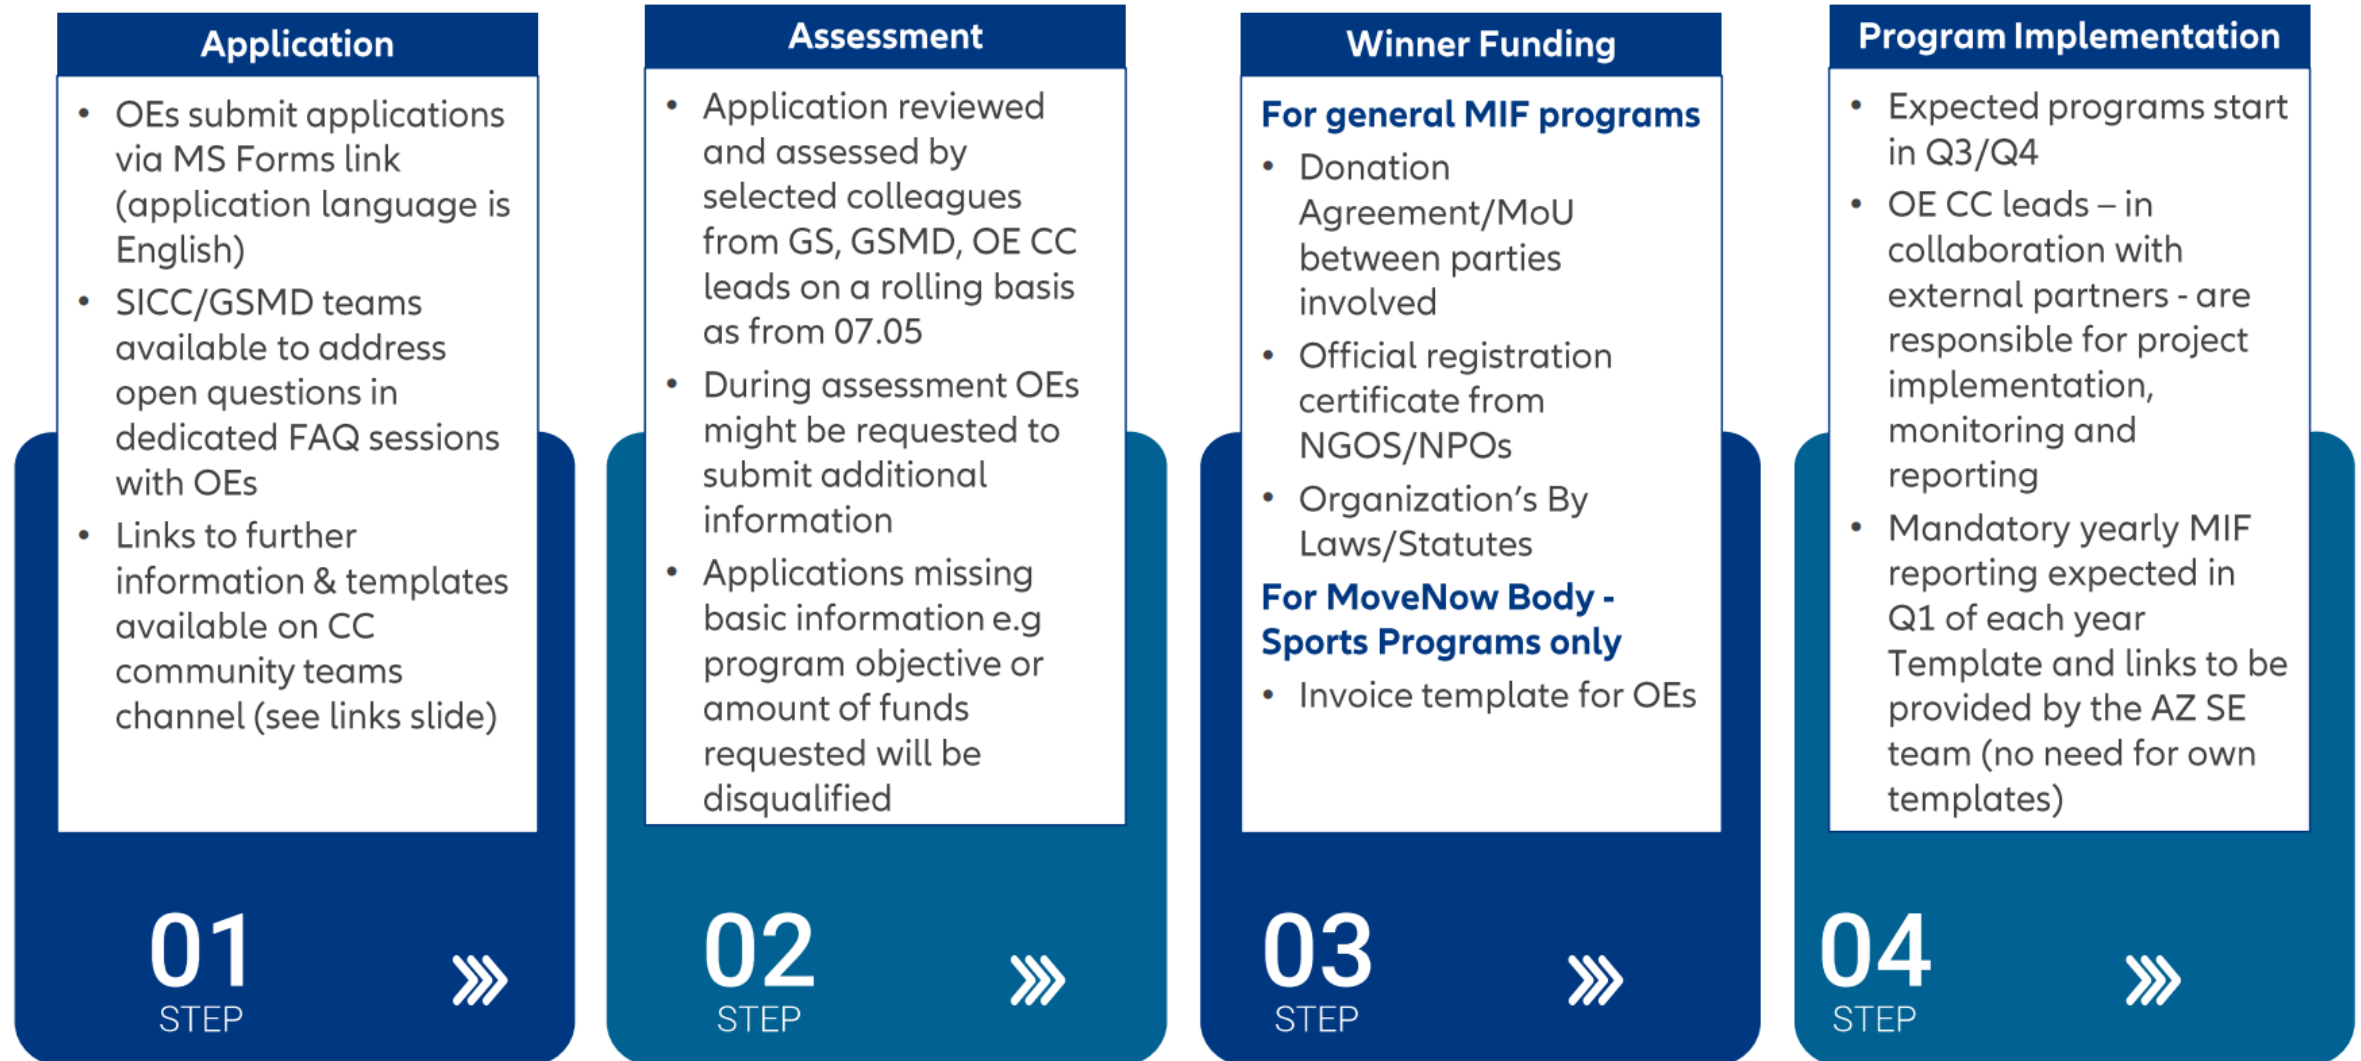 Application
• OEs submit applications
via MS Forms link
(application language is
English)
• SICC/GSMD teams
available to address
open questions in
dedicated FAQ sessions
with OEs
• Links to further
information & templates
available on CC
community teams
channel (see links slide)
01
STEP
Assessment
• Application reviewed
and assessed by
selected colleagues
from GS, GSMD, OE CC
leads on a rolling basis
as from 07.05
• During assessment OEs
might be requested to
submit additional
information
• Applications missing
basic information e.g
program objective or
amount of funds
requested will be
disqualified
02
STEP
Winner Funding
For general MIF programs
• Donation
Agreement/MoU
between parties
involved
• Official registration
certificate from
NGOS/NPOs
• Organization’s By
Laws/Statutes
For MoveNow Body -
Sports Programs only
• Invoice template for OEs
03
STEP
Program Implementation
• Expected programs start
in Q3/Q4
• OE CC leads – in
collaboration with
external partners - are
responsible for project
implementation,
monitoring and
reporting
• Mandatory yearly MIF
reporting expected in
Q1 of each year
Template and links to be
provided by the AZ SE
team (no need for own
templates)
04
STEP